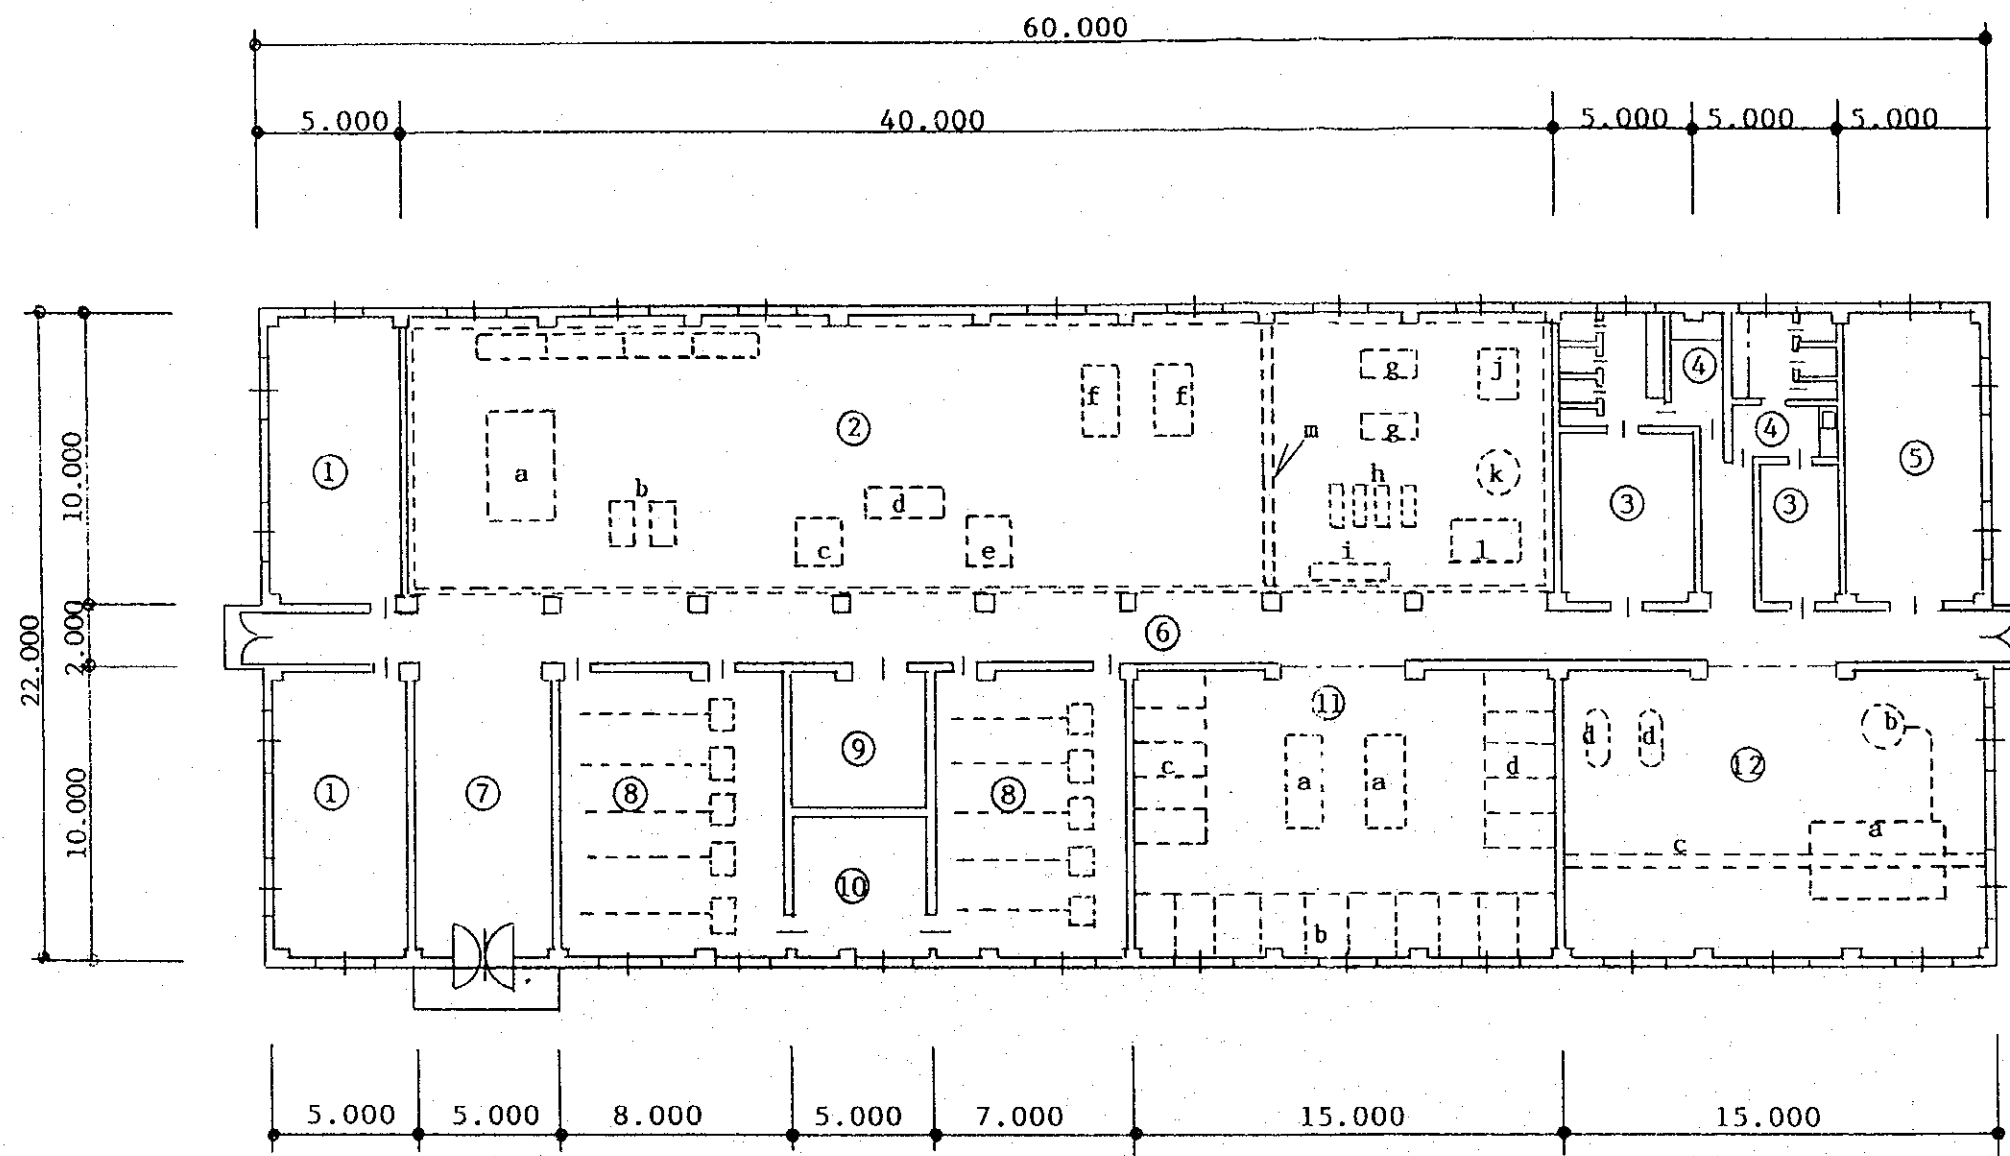 60.000
5.000 40.000 5.000 5.000 5.000
22.000
10.000
2.000
10.000
① ② ③ ④ ④ ③ ⑤
a b c d e f f
g g h i j k l m
⑥
① ⑦ ⑧ ⑨ ⑩ ⑧ ⑪ ⑫
c a a d b
d d b a c
5.000 5.000 8.000 5.000 7.000 15.000 15.000